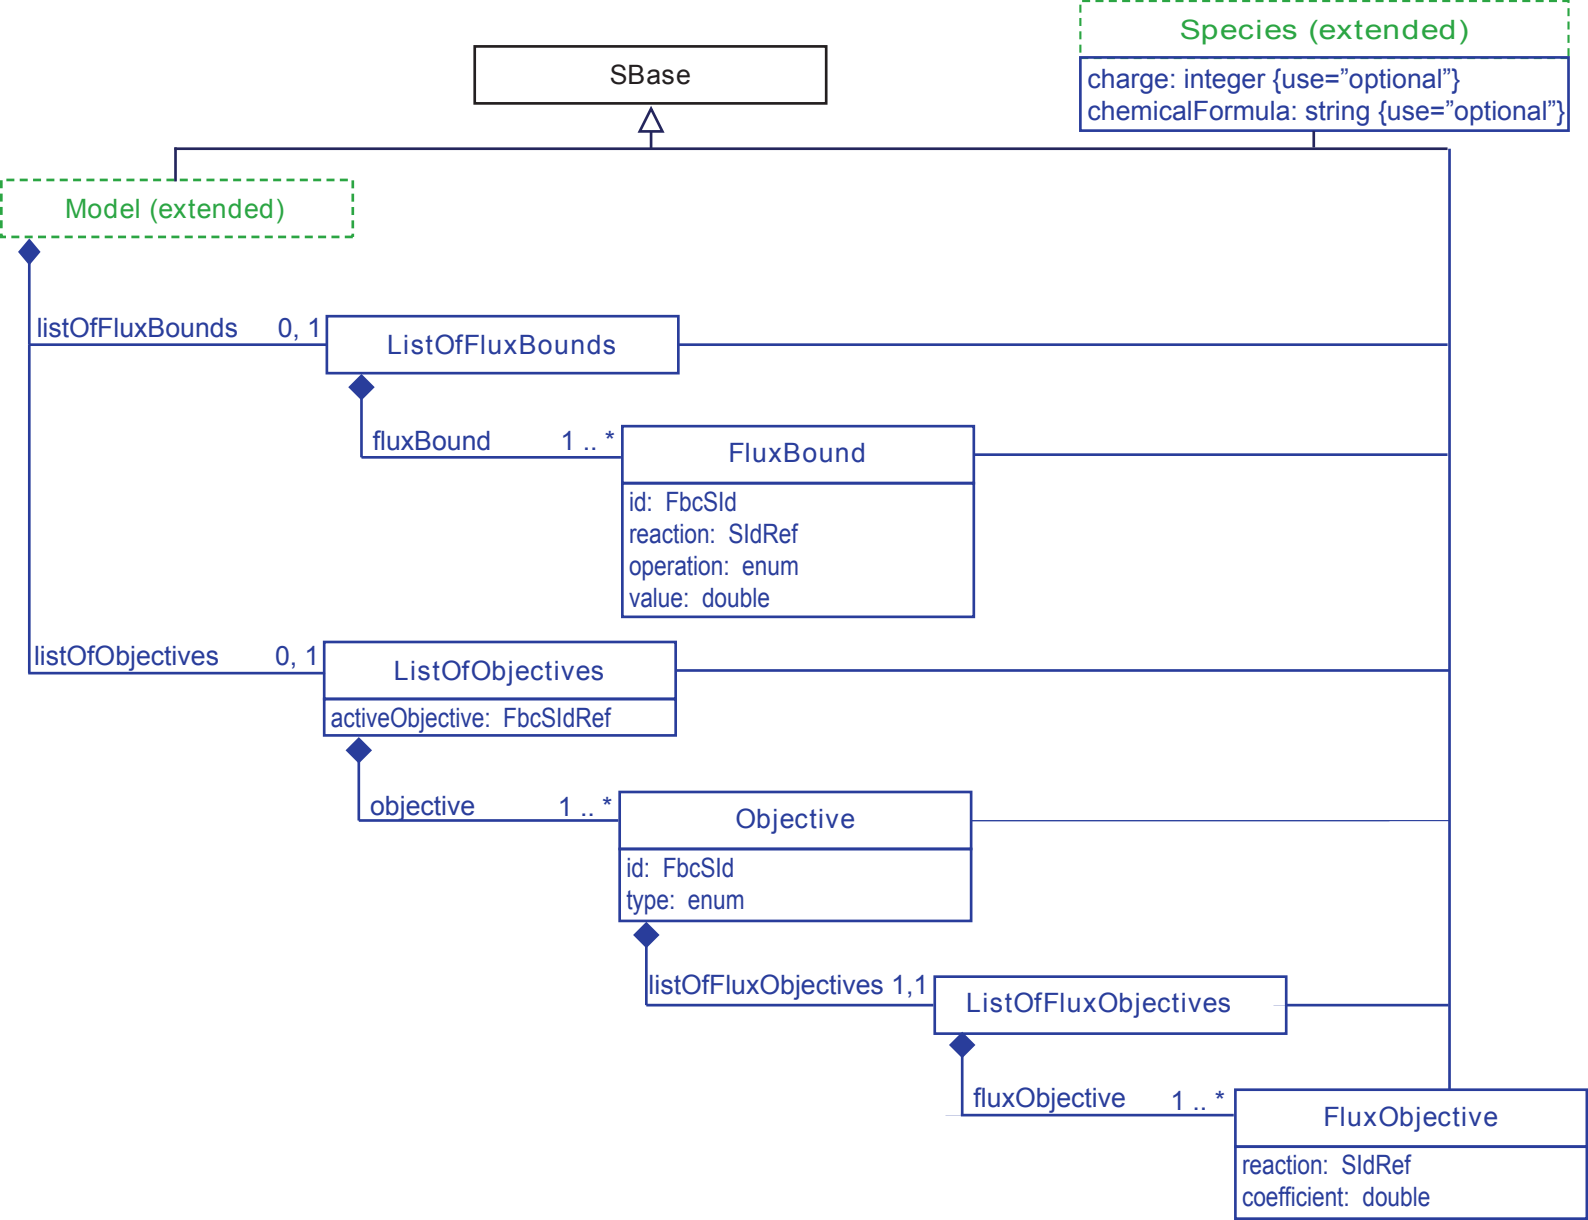 Species (extended)
charge: integer {use=”optional”}
chemicalFormula: string {use=”optional”}
SBase
Model (extended)
listOfFluxBounds 0, 1
ListOfFluxBounds
fluxBound 1 .. *
FluxBound
id: FbcSId
reaction: SIdRef
operation: enum
value: double
listOfObjectives 0, 1
ListOfObjectives
activeObjective: FbcSIdRef
objective 1 .. *
Objective
id: FbcSId
type: enum
listOfFluxObjectives 1,1
ListOfFluxObjectives
fluxObjective 1 .. *
FluxObjective
reaction: SIdRef
coefficient: double